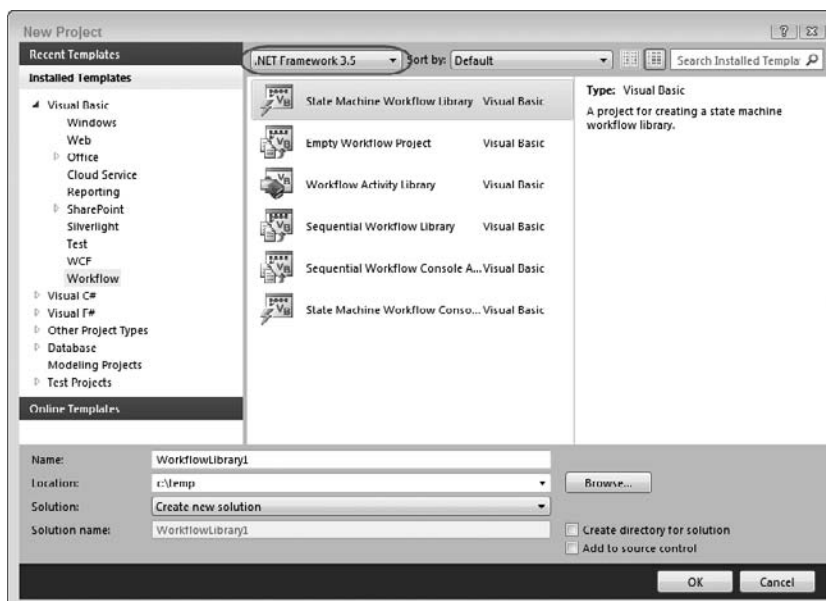 New Project
Recent Templates
Installed Templates
Visual Basic
Windows
Web
Office
Cloud Service
Reporting
SharePoint
Silverlight
Test
WCF
Workflow
Visual C#
Visual F#
Other Project Types
Database
Modeling Projects
Test Projects
Online Templates
.NET Framework 3.5
Sort by: Default
Search Installed Templa
State Machine Workflow Library Visual Basic
Empty Workflow Project Visual Basic
Workflow Activity Library Visual Basic
Sequential Workflow Library Visual Basic
Sequential Workflow Console A... Visual Basic
State Machine Workflow Conso... Visual Basic
Type: Visual Basic
A project for creating a state machine
workflow library.
Name: WorkflowLibrary1
Location: c:\temp
Browse...
Solution: Create new solution
Solution name: WorkflowLibrary1
Create directory for solution
Add to source control
OK Cancel